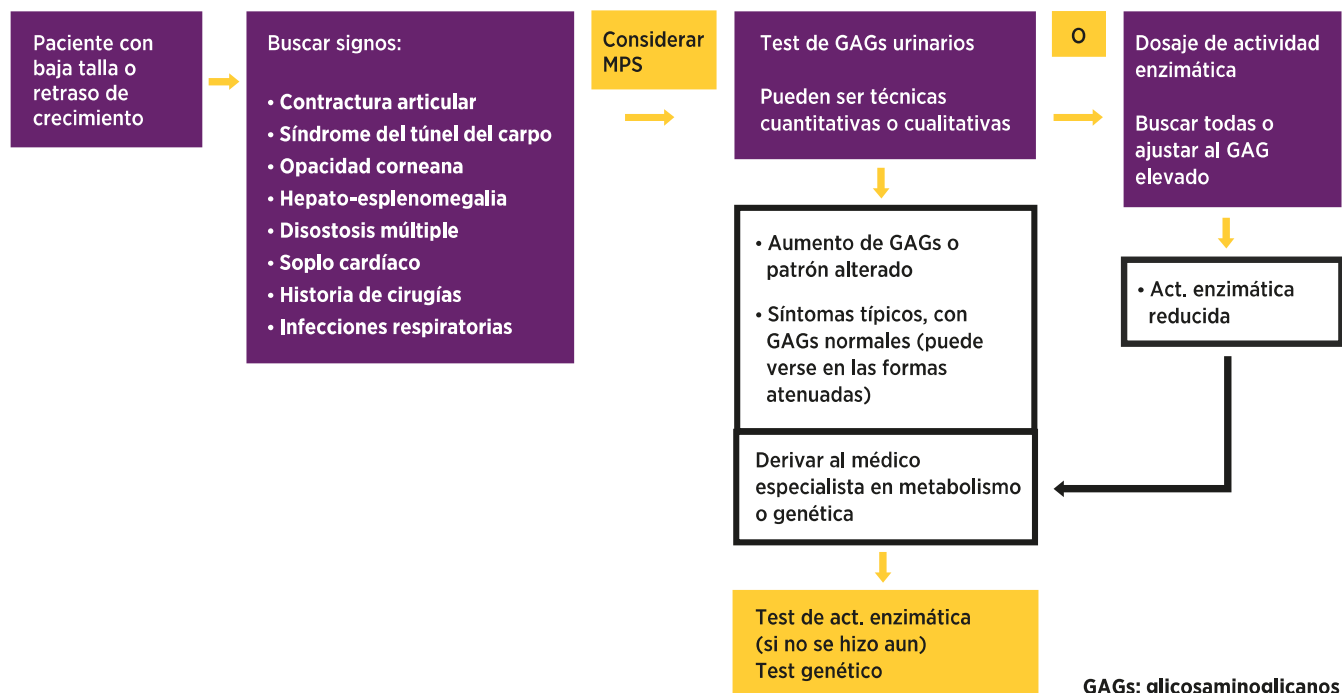 Paciente con
baja talla o
retraso de
crecimiento
Buscar signos:
• Contractura articular
• Síndrome del túnel del carpo
• Opacidad corneana
• Hepato-esplenomegalia
• Disostosis múltiple
• Soplo cardíaco
• Historia de cirugías
• Infecciones respiratorias
Considerar
MPS
Test de GAGs urinarios
Pueden ser técnicas
cuantitativas o cualitativas
O
Dosaje de actividad
enzimática
Buscar todas o
ajustar al GAG
elevado
• Aumento de GAGs o
patrón alterado
• Síntomas típicos, con
GAGs normales (puede
verse en las formas
atenuadas)
• Act. enzimática
reducida
Derivar al médico
especialista en metabolismo
o genética
Test de act. enzimática
(si no se hizo aun)
Test genético
GAGs: glicosaminoglicanos